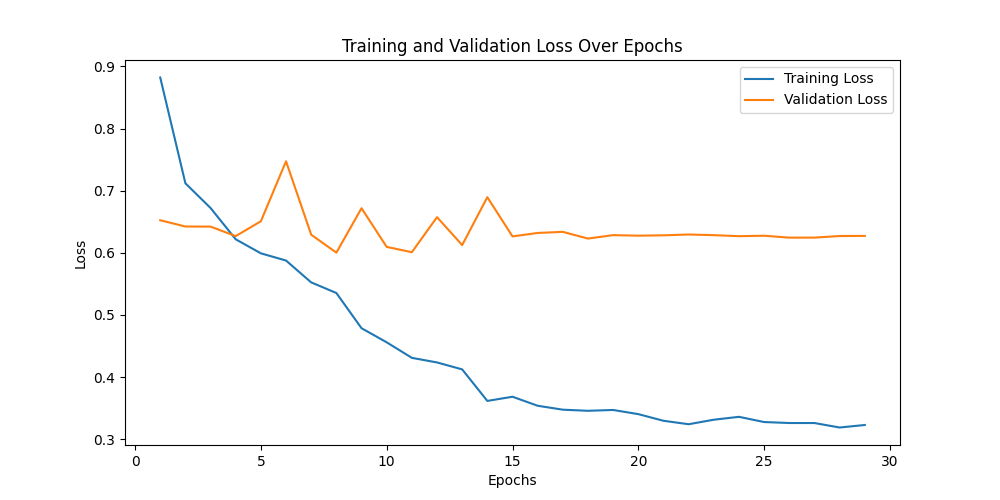 Training and Validation Loss Over Epochs
Training Loss
Validation Loss
0.9
0.8
0.7
0.6
0.5
0.4
0.3
Loss
0 5 10 15 20 25 30
Epochs